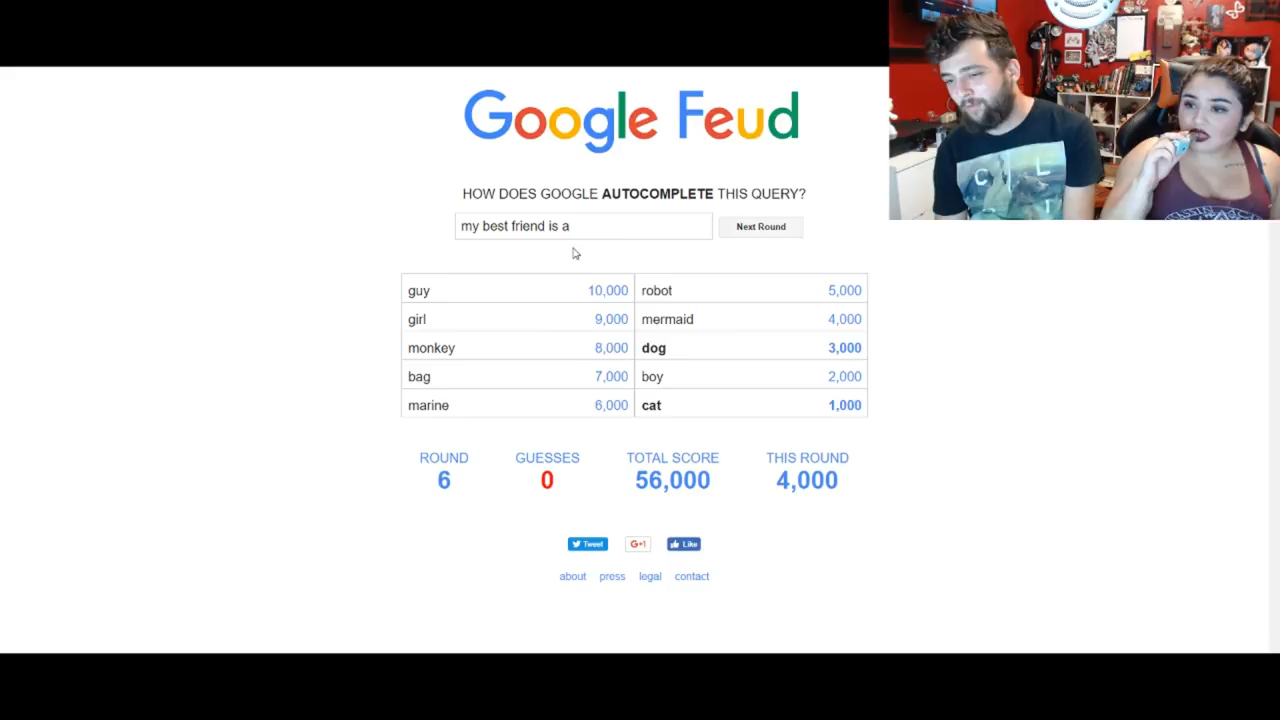 Google Feud
HOW DOES GOOGLE AUTOCOMPLETE THIS QUERY?
my best friend is a
Next Round
guy 10,000 robot 5,000
girl 9,000 mermaid 4,000
monkey 8,000 dog 3,000
bag 7,000 boy 2,000
marine 6,000 cat 1,000
ROUND GUESSES TOTAL SCORE THIS ROUND
6 0 56,000 4,000
Tweet G+1 Like
about press legal contact
C L